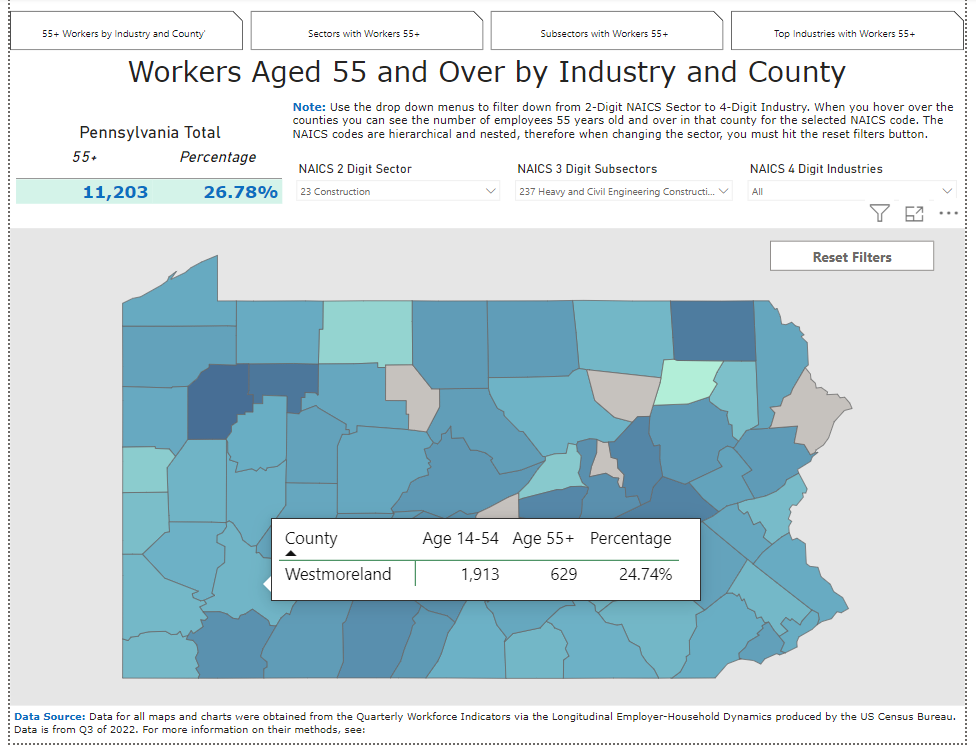 55+ Workers by Industry and County'
Sectors with Workers 55+
Subsectors with Workers 55+
Top Industries with Workers 55+
Workers Aged 55 and Over by Industry and County
Note: Use the drop down menus to filter down from 2-Digit NAICS Sector to 4-Digit Industry. When you hover over the
counties you can see the number of employees 55 years old and over in that county for the selected NAICS code. The
NAICS codes are hierarchical and nested, therefore when changing the sector, you must hit the reset filters button.
Pennsylvania Total
55+ Percentage
11,203 26.78%
NAICS 2 Digit Sector
23 Construction
NAICS 3 Digit Subsectors
237 Heavy and Civil Engineering Constructi...
NAICS 4 Digit Industries
All
Reset Filters
County Age 14-54 Age 55+ Percentage
Westmoreland 1,913 629 24.74%
Data Source: Data for all maps and charts were obtained from the Quarterly Workforce Indicators via the Longitudinal Employer-Household Dynamics produced by the US Census Bureau.
Data is from Q3 of 2022. For more information on their methods, see: